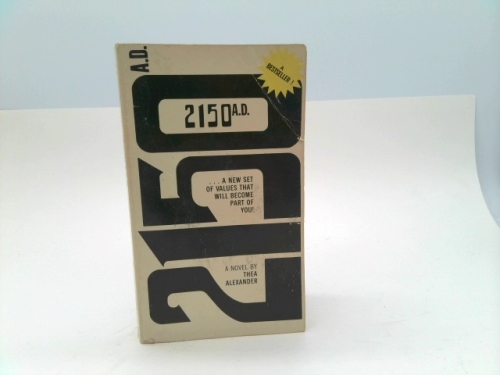 A.D.
A
BESTSELLER!
2150 A.D.
2150
...A NEW SET
OF VALUES THAT
WILL BECOME
PART OF
YOU!
A NOVEL BY
THEA
ALEXANDER